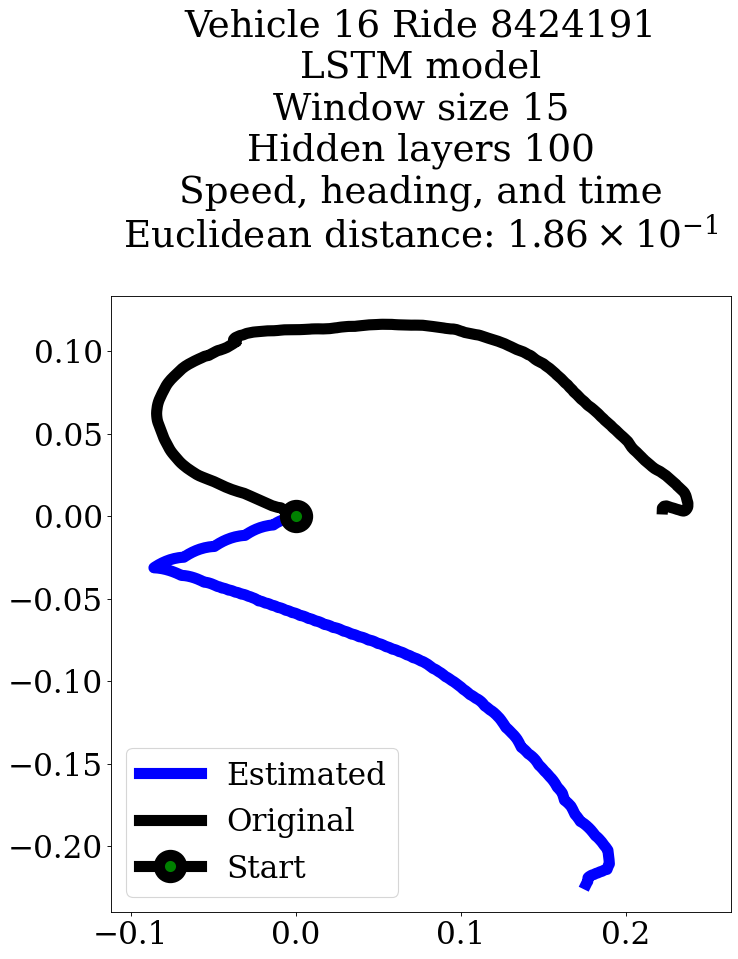 Vehicle 16 Ride 8424191
LSTM model
Window size 15
Hidden layers 100
Speed, heading, and time
Euclidean distance: 1.86 × 10⁻¹
0.10
0.05
0.00
−0.05
−0.10
−0.15
−0.20
Estimated
Original
Start
−0.1 0.0 0.1 0.2